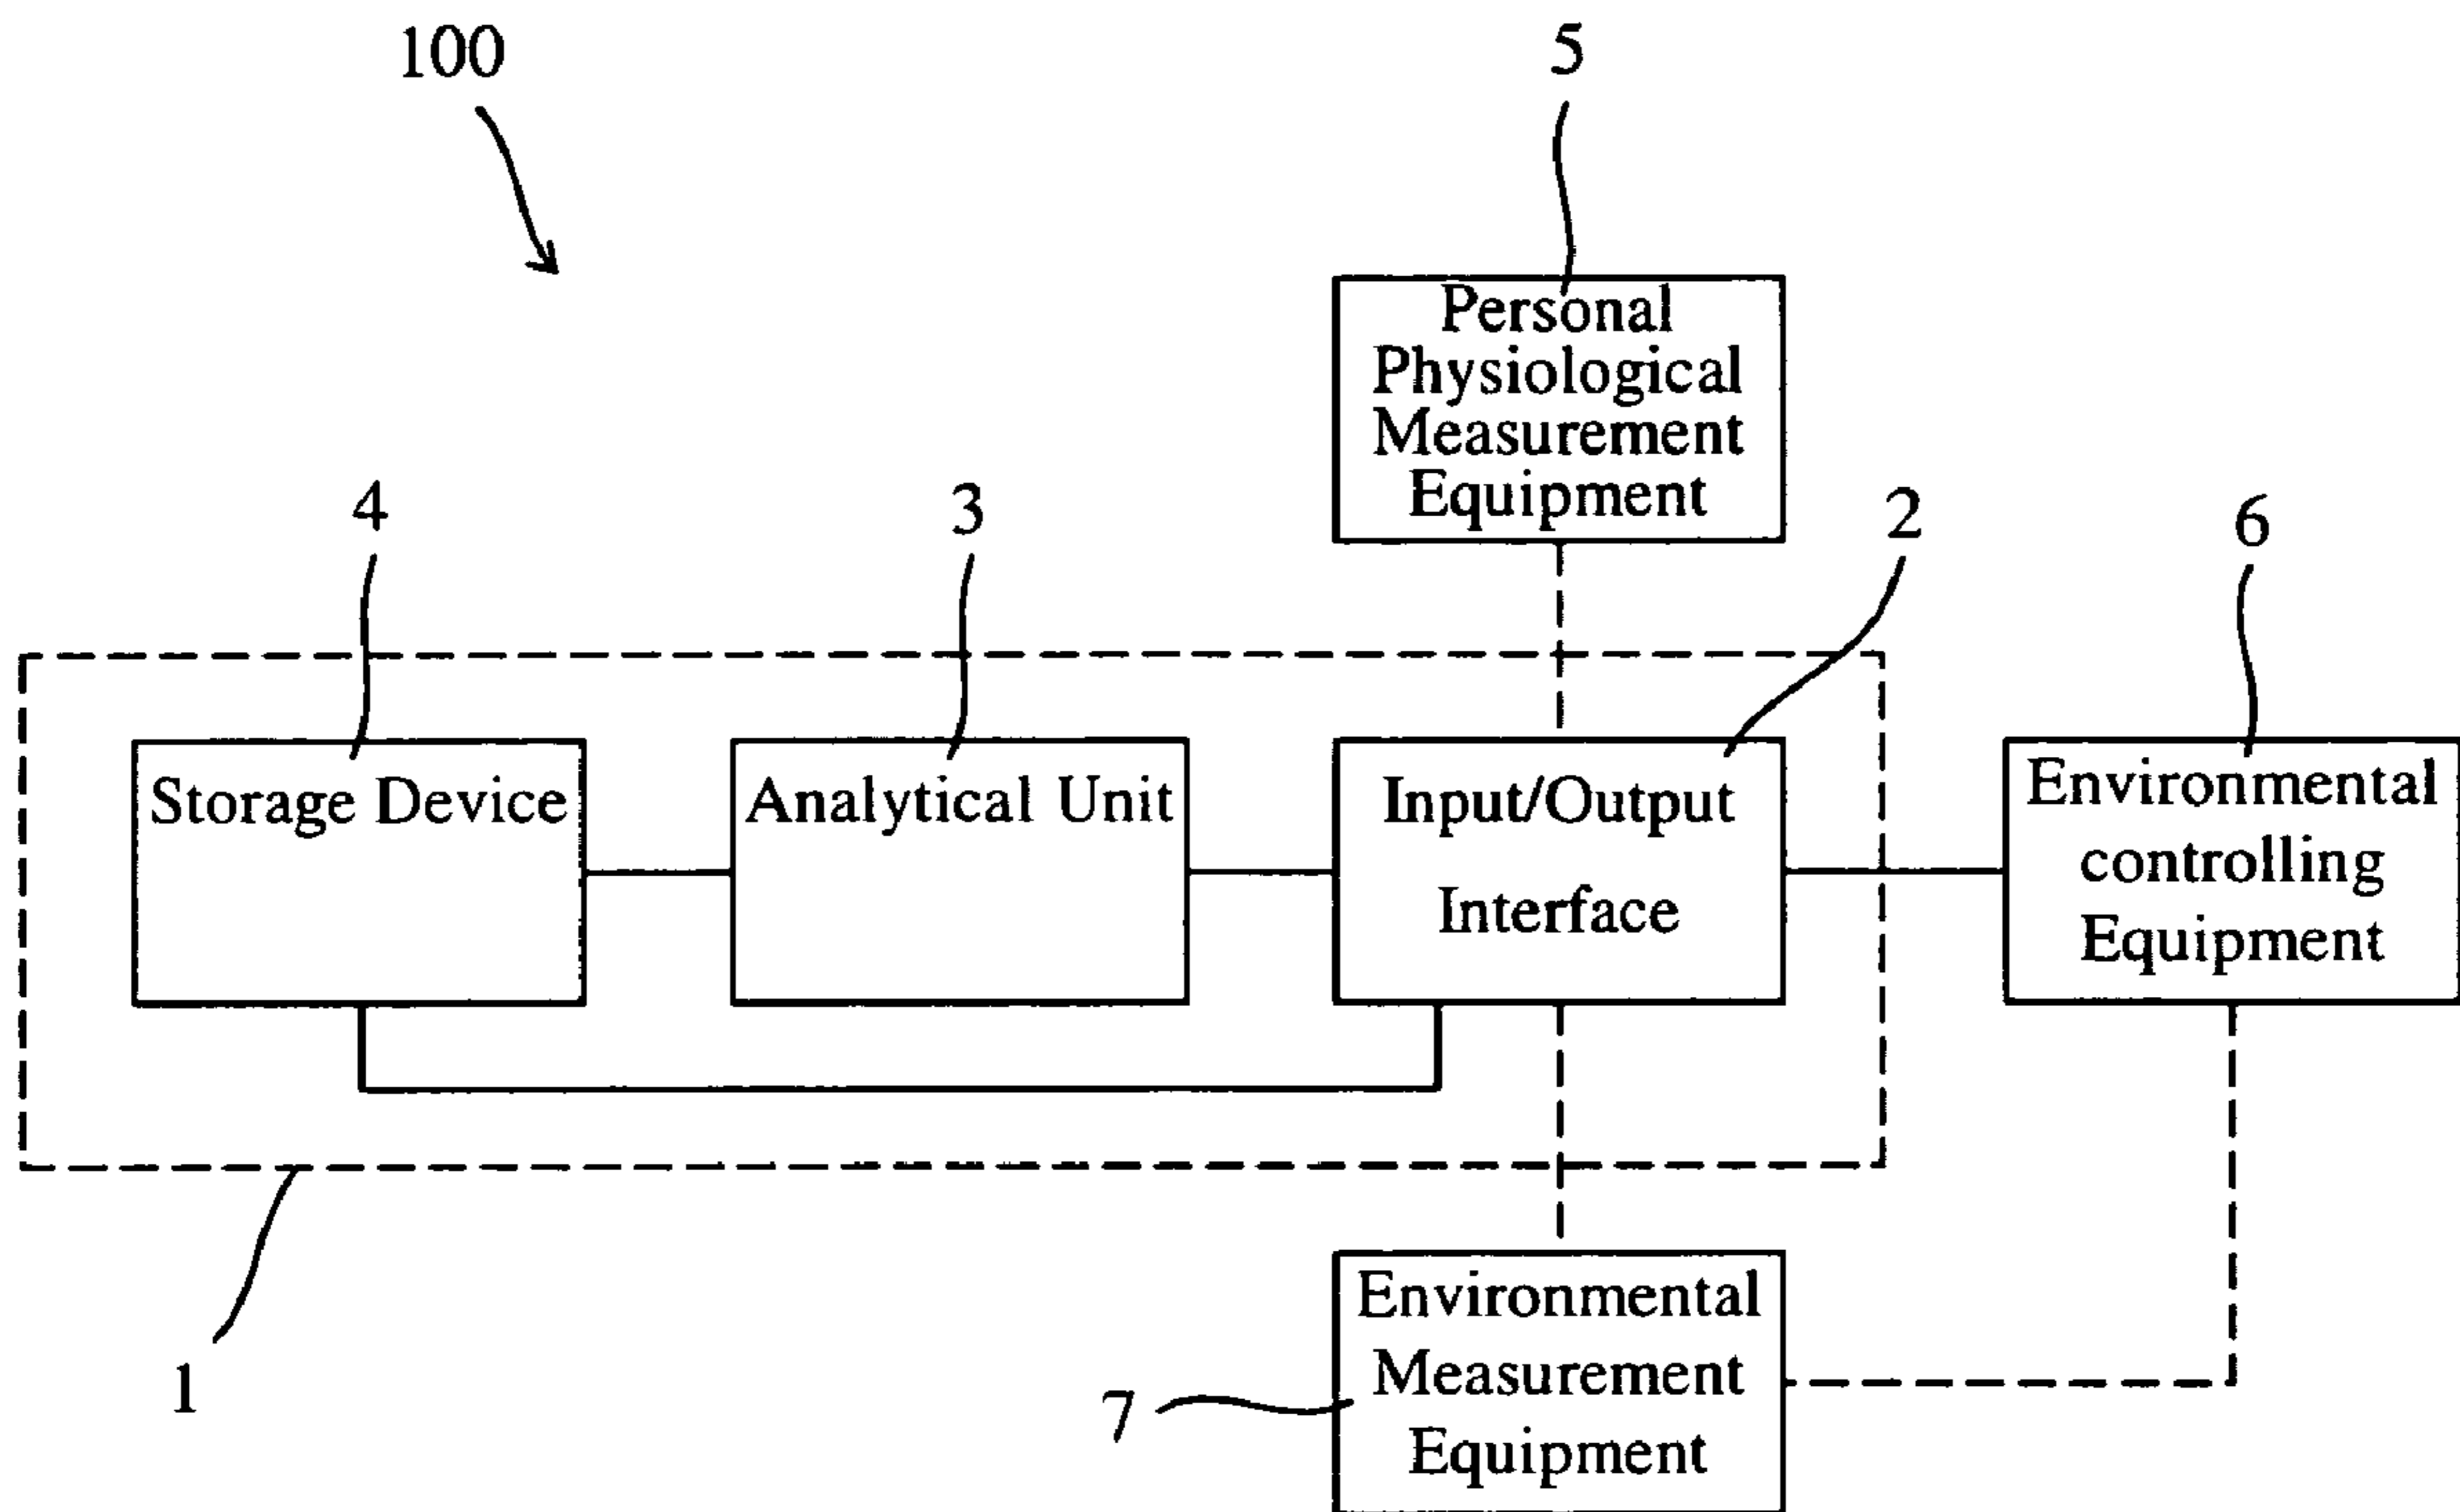 100
5
Personal
Physiological
Measurement
Equipment
4
3
2
6
Storage Device
Analytical Unit
Input/Output
Interface
Environmental
controlling
Equipment
1
7
Environmental
Measurement
Equipment